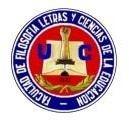 FACULTAD DE FILOSOFIA LETRAS Y CIENCIAS DE LA EDUCACION
U C